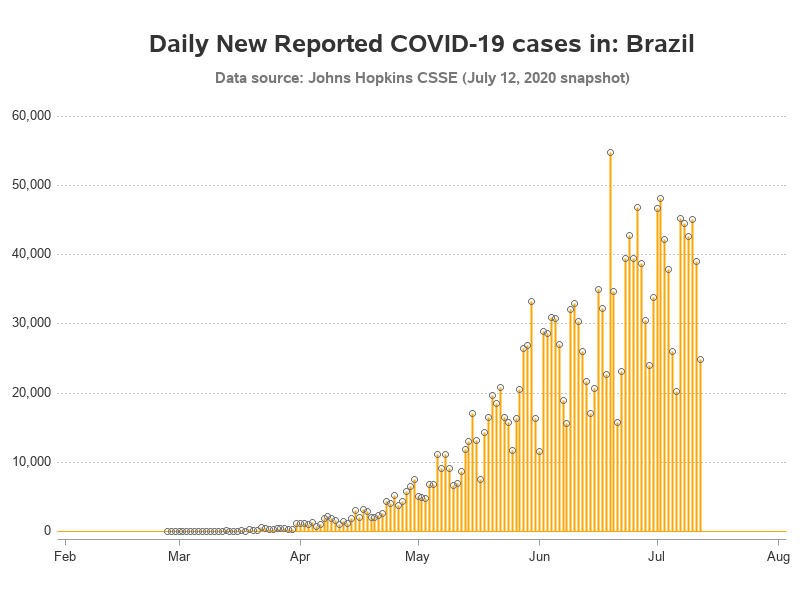 Daily New Reported COVID-19 cases in: Brazil
Data source: Johns Hopkins CSSE (July 12, 2020 snapshot)
60,000
50,000
40,000
30,000
20,000
10,000
0
Feb Mar Apr May Jun Jul Aug